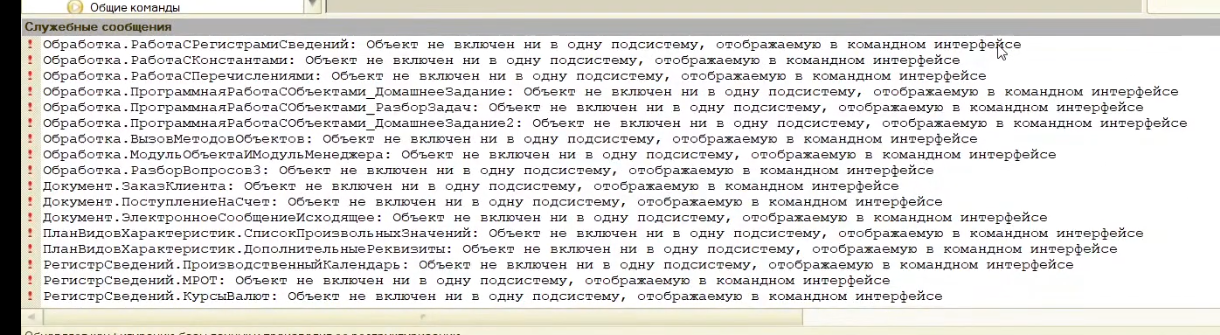 Общие команды
Служебные сообщения
! Обработка.РаботаСРегистрамиСведений: Объект не включен ни в одну подсистему, отображаемую в командном интерфейсе
! Обработка.РаботаСКонстантами: Объект не включен ни в одну подсистему, отображаемую в командном интерфейсе
! Обработка.РаботаСПеречислениями: Объект не включен ни в одну подсистему, отображаемую в командном интерфейсе
! Обработка.ПрограммнаяРаботаСОбъектами_ДомашнееЗадание: Объект не включен ни в одну подсистему, отображаемую в командном интерфейсе
! Обработка.ПрограммнаяРаботаСОбъектами_РазборЗадач: Объект не включен ни в одну подсистему, отображаемую в командном интерфейсе
! Обработка.ПрограммнаяРаботаСОбъектами_ДомашнееЗадание2: Объект не включен ни в одну подсистему, отображаемую в командном интерфейсе
! Обработка.ВызовМетодовОбъектов: Объект не включен ни в одну подсистему, отображаемую в командном интерфейсе
! Обработка.МодульОбъектаИМодульМенеджера: Объект не включен ни в одну подсистему, отображаемую в командном интерфейсе
! Обработка.РазборВопросов3: Объект не включен ни в одну подсистему, отображаемую в командном интерфейсе
! Документ.ЗаказКлиента: Объект не включен ни в одну подсистему, отображаемую в командном интерфейсе
! Документ.ПоступлениеНаСчет: Объект не включен ни в одну подсистему, отображаемую в командном интерфейсе
! Документ.ЭлектронноеСообщениеИсходящее: Объект не включен ни в одну подсистему, отображаемую в командном интерфейсе
! ПланВидовХарактеристик.СписокПроизвольныхЗначений: Объект не включен ни в одну подсистему, отображаемую в командном интерфейсе
! ПланВидовХарактеристик.ДополнительныеРеквизиты: Объект не включен ни в одну подсистему, отображаемую в командном интерфейсе
! РегистрСведений.ПроизводственныйКалендарь: Объект не включен ни в одну подсистему, отображаемую в командном интерфейсе
! РегистрСведений.МРОТ: Объект не включен ни в одну подсистему, отображаемую в командном интерфейсе
! РегистрСведений.КурсыВалют: Объект не включен ни в одну подсистему, отображаемую в командном интерфейсе